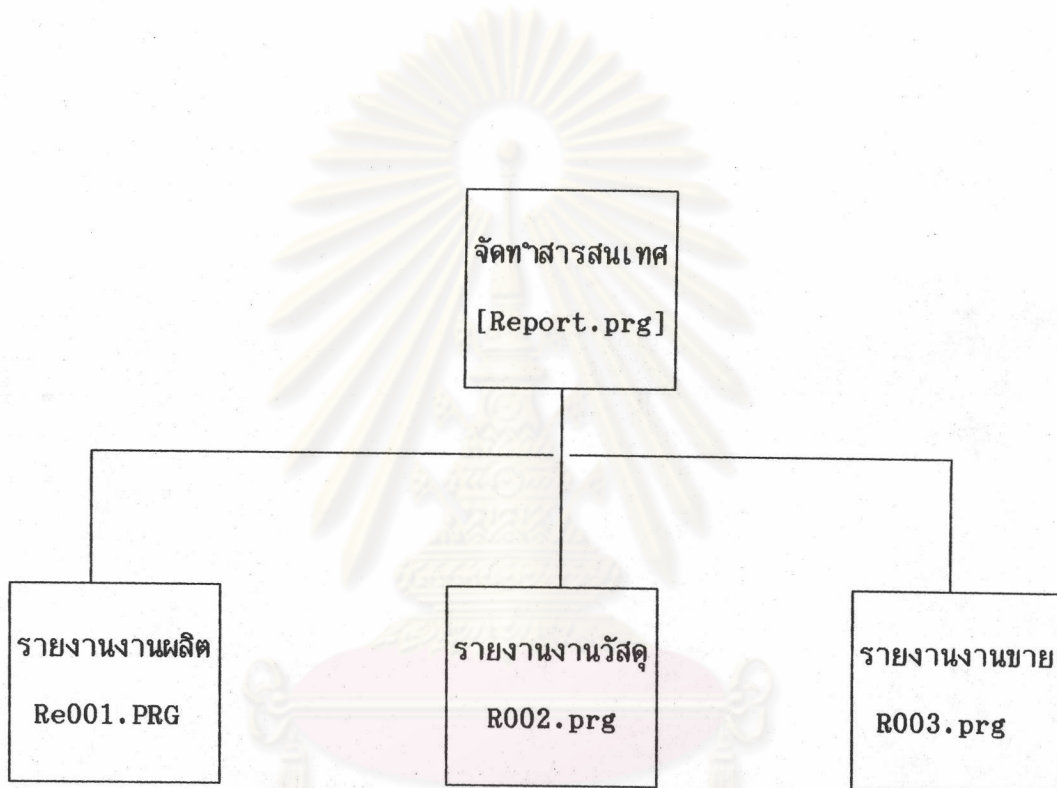 จัดทำสารสนเทศ
[Report.prg]
รายงานงานผลิต
Re001.PRG
รายงานงานวัสดุ
R002.prg
รายงานงานขาย
R003.prg